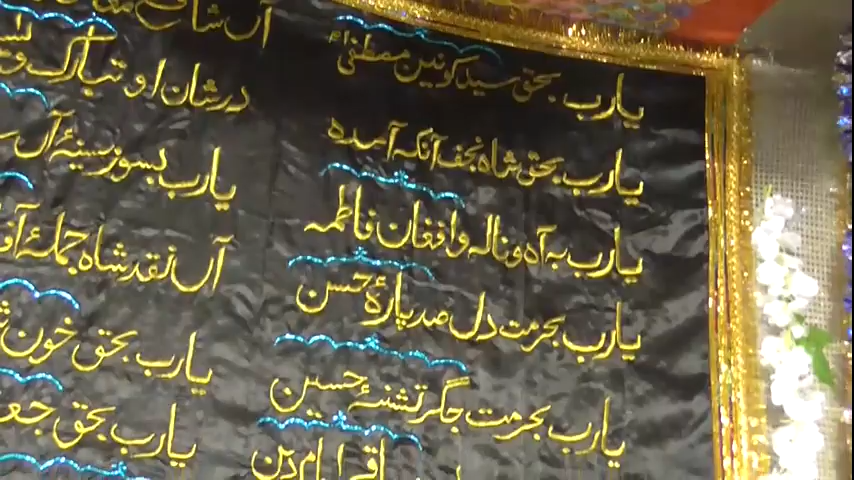 یارب بحق سید کونین مصطفیٰ
یارب بحق شاہ نجف آنکہ آمدہ
یارب بہ آہ و نالہ و افغان فاطمہ
یارب بحرمت دل صد پارۂ حسن
یارب بحرمت جگر تشنۂ حسین
آں
درشان او تبارک و
یارب بسوز سینۂ آں
آں نقد شاہ جملۂ
یارب بحق خون
یارب بحق